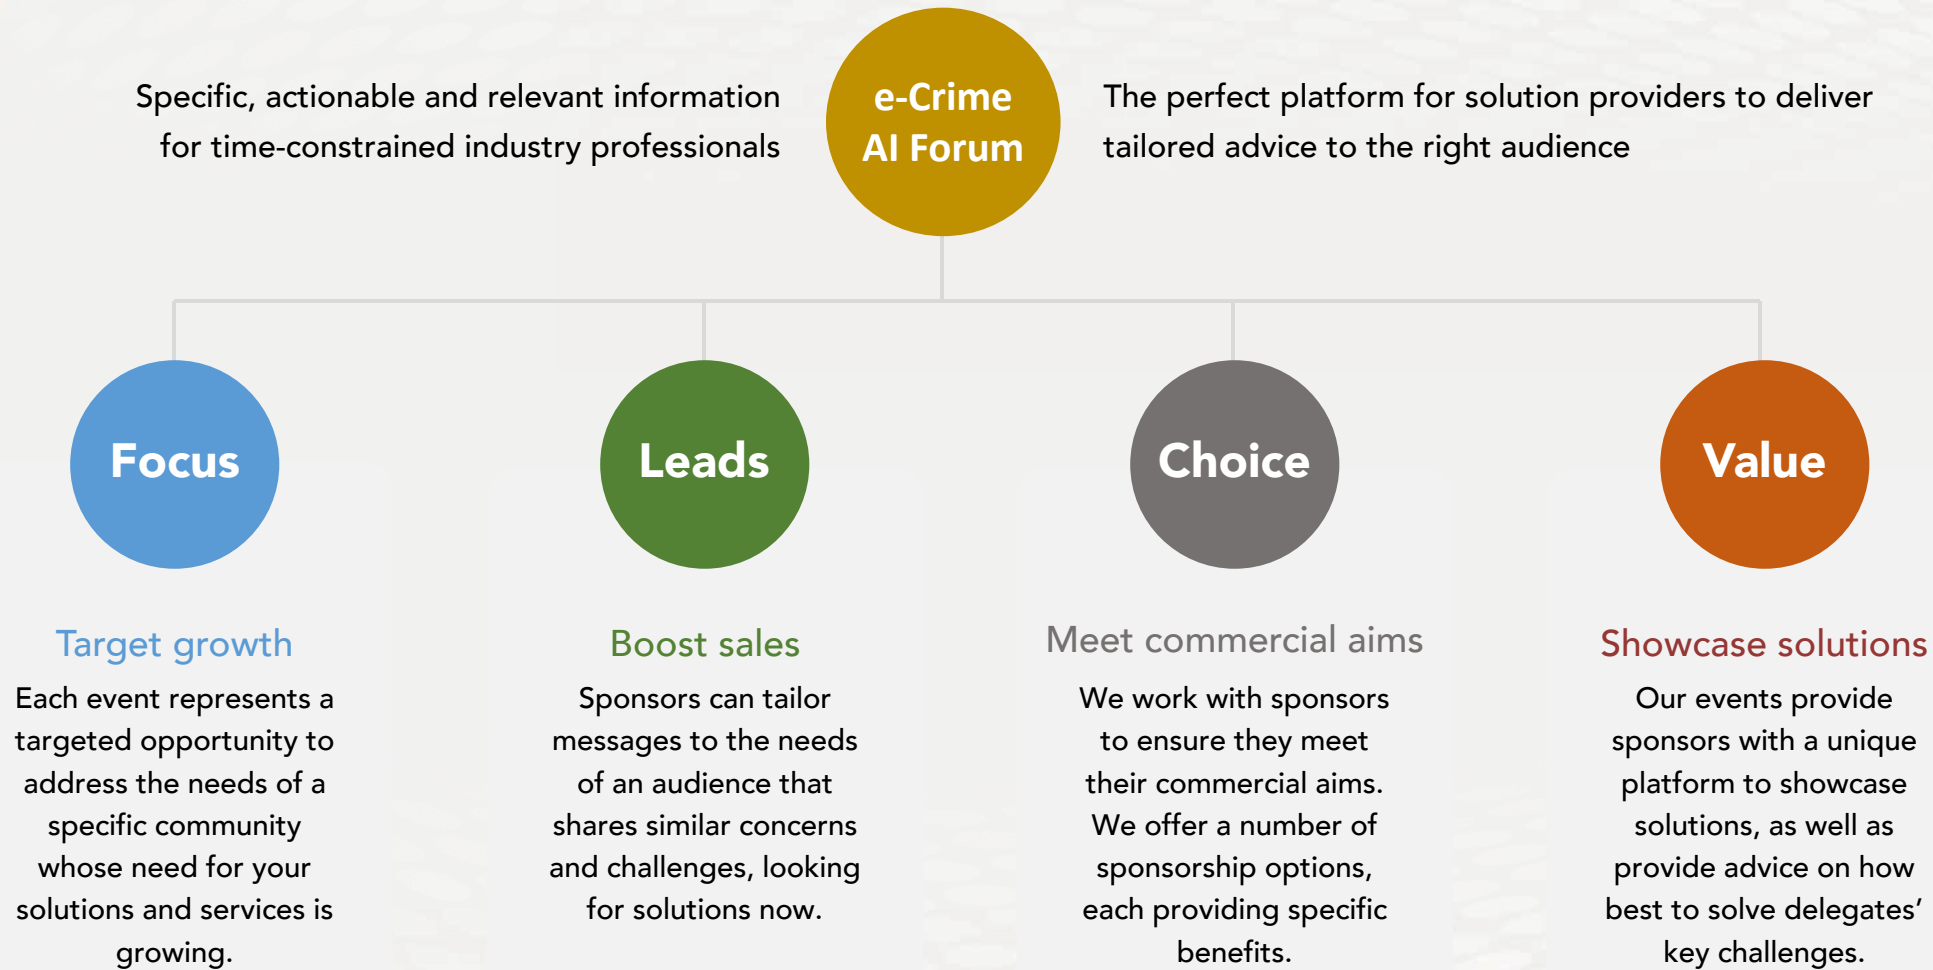 Specific, actionable and relevant information
for time-constrained industry professionals
e-Crime
AI Forum
The perfect platform for solution providers to deliver
tailored advice to the right audience
Focus
Target growth
Each event represents a
targeted opportunity to
address the needs of a
specific community
whose need for your
solutions and services is
growing.
Leads
Boost sales
Sponsors can tailor
messages to the needs
of an audience that
shares similar concerns
and challenges, looking
for solutions now.
Choice
Meet commercial aims
We work with sponsors
to ensure they meet
their commercial aims.
We offer a number of
sponsorship options,
each providing specific
benefits.
Value
Showcase solutions
Our events provide
sponsors with a unique
platform to showcase
solutions, as well as
provide advice on how
best to solve delegates’
key challenges.